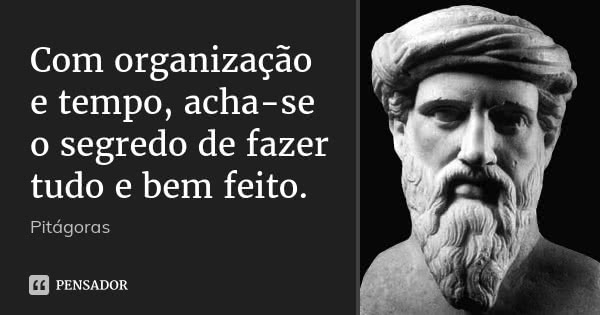 Com organização
e tempo, acha-se
o segredo de fazer
tudo e bem feito.
Pitágoras
PENSADOR